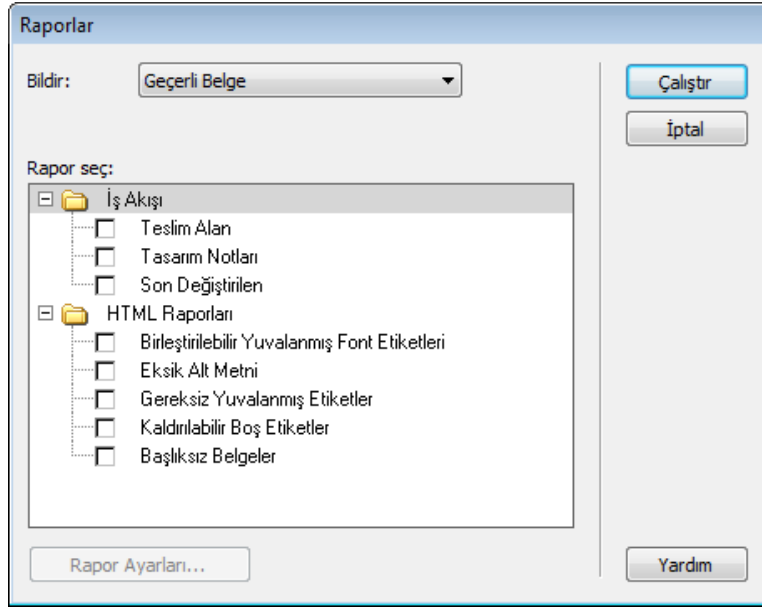 Raporlar
Bildir:
Geçerli Belge
Çalıştır
İptal
Rapor seç:
İş Akışı
Teslim Alan
Tasarım Notları
Son Değiştirilen
HTML Raporları
Birleştirilebilir Yuvalanmış Font Etiketleri
Eksik Alt Metni
Gereksiz Yuvalanmış Etiketler
Kaldırılabilir Boş Etiketler
Başlıksız Belgeler
Rapor Ayarları...
Yardım